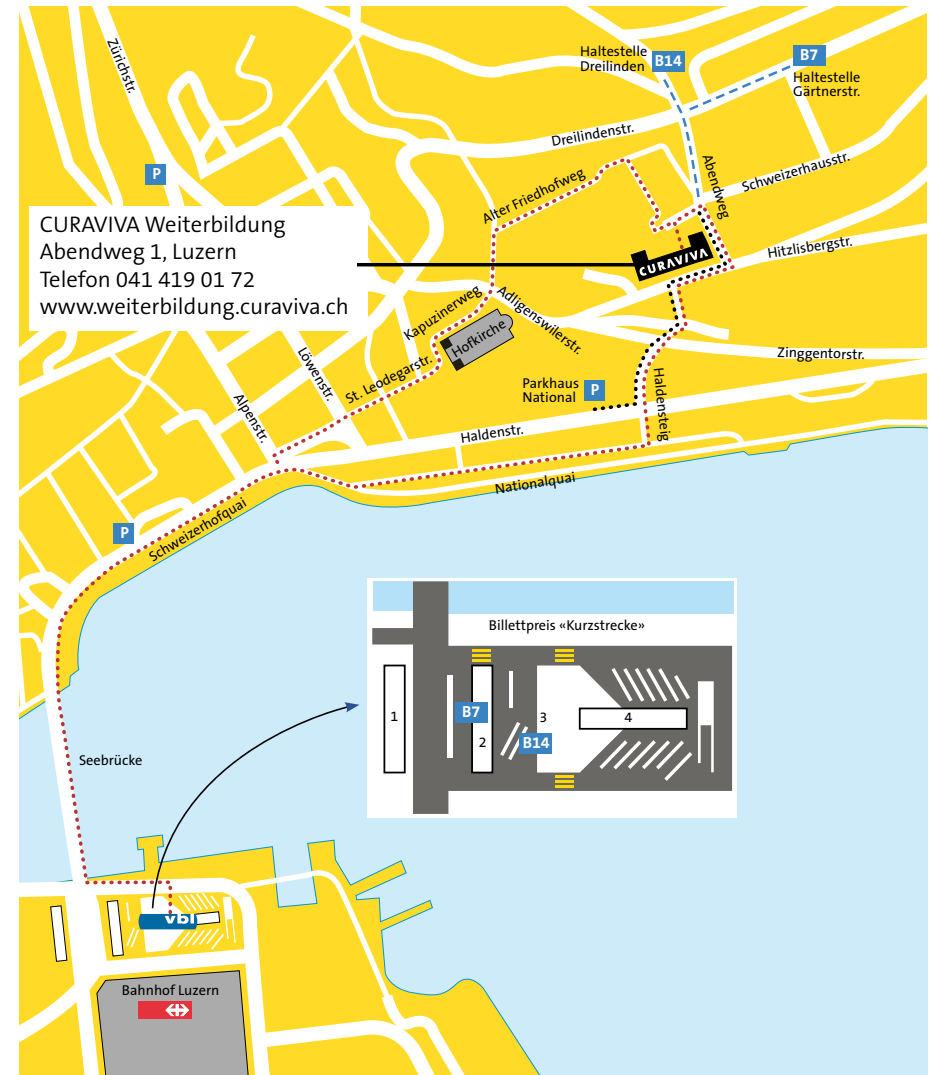 Haltestelle
Dreilinden
B14
B7
Haltestelle
Gärtnerstr.
Zürichstr.
P
Dreilindenstr.
Abendweg
Schweizerhausstr.
Alter Friedhofweg
CURAVIVA Weiterbildung
Abendweg 1, Luzern
Telefon 041 419 01 72
www.weiterbildung.curaviva.ch
CURAVIVA
Hitzlisbergstr.
Kapuzinerweg
Adligenswilerstr.
Hofkirche
Zinggentorstr.
Löwenstr.
St. Leodegarstr.
Alpenstr.
Parkhaus
National
P
Haldensteig
Haldenstr.
Nationalquai
P
Schweizerhofquai
Billettpreis «Kurzstrecke»
1
B7
2
3
B14
4
Seebrücke
vbl
Bahnhof Luzern